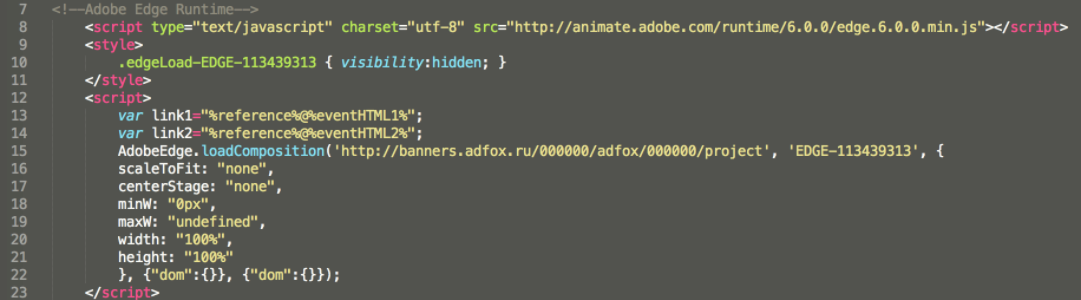 7 <!--Adobe Edge Runtime-->
8 <script type="text/javascript" charset="utf-8" src="http://animate.adobe.com/runtime/6.0.0/edge.6.0.0.min.js"></script>
9 <style>
10 .edgeLoad-EDGE-113439313 { visibility:hidden; }
11 </style>
12 <script>
13 var link1="%reference%@%eventHTML1%";
14 var link2="%reference%@%eventHTML2%";
15 AdobeEdge.loadComposition('http://banners.adfox.ru/000000/adfox/000000/project', 'EDGE-113439313', {
16 scaleToFit: "none",
17 centerStage: "none",
18 minW: "0px",
19 maxW: "undefined",
20 width: "100%",
21 height: "100%"
22 }, {"dom":{}}, {"dom":{}});
23 </script>